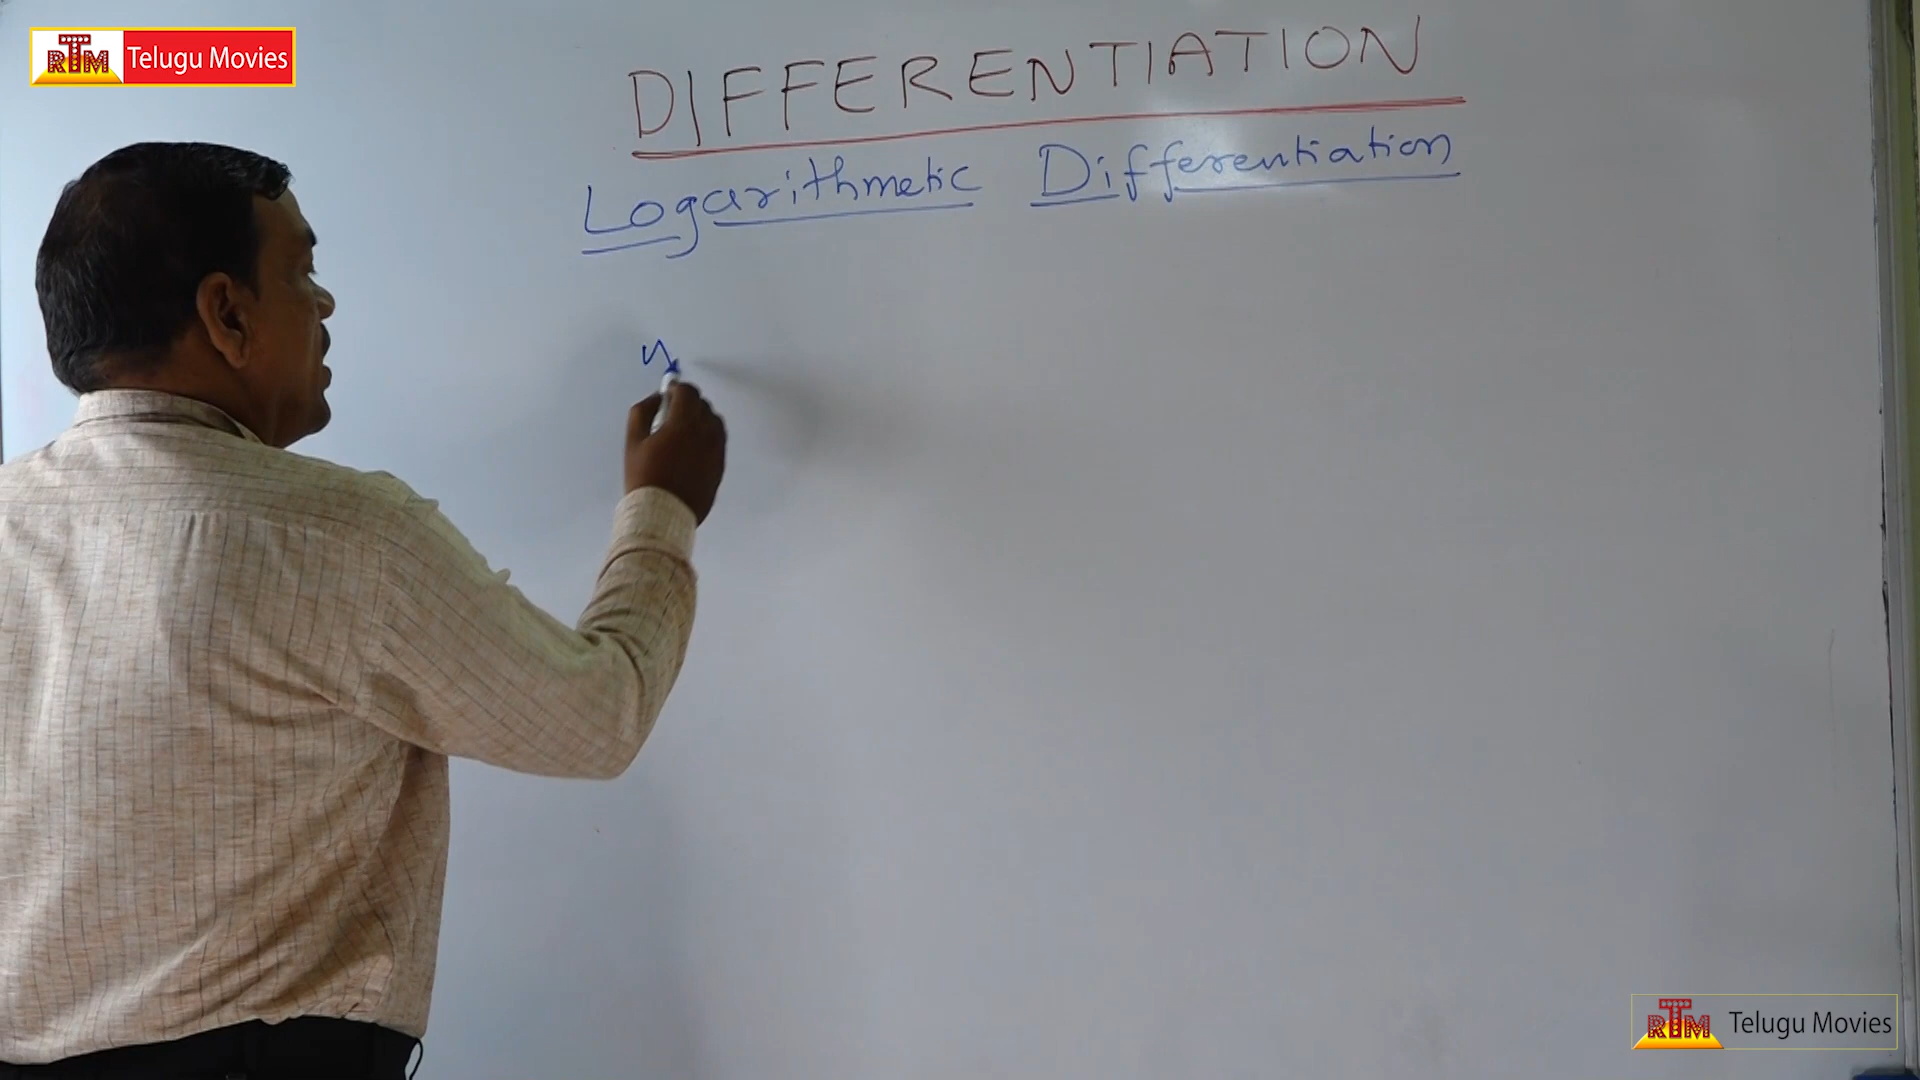 RTM Telugu Movies
DIFFERENTIATION
Logarithmetic Differentiation
y
RTM Telugu Movies